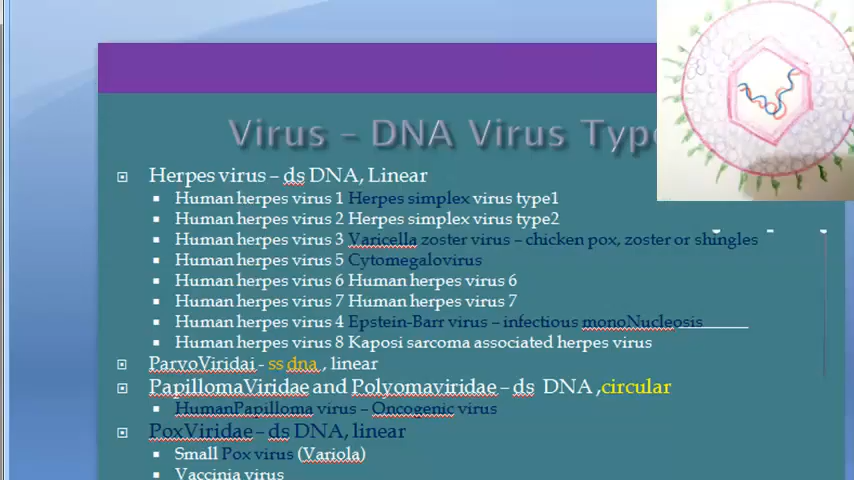 Virus – DNA Virus Type
Herpes virus – ds DNA, Linear
Human herpes virus 1 Herpes simplex virus type1
Human herpes virus 2 Herpes simplex virus type2
Human herpes virus 3 Varicella zoster virus – chicken pox, zoster or shingles
Human herpes virus 5 Cytomegalovirus
Human herpes virus 6 Human herpes virus 6
Human herpes virus 7 Human herpes virus 7
Human herpes virus 4 Epstein-Barr virus – infectious monoNucleosis
Human herpes virus 8 Kaposi sarcoma associated herpes virus
ParvoViridai - ss dna , linear
PapillomaViridae and Polyomaviridae – ds DNA ,circular
HumanPapilloma virus – Oncogenic virus
PoxViridae – ds DNA, linear
Small Pox virus (Variola)
Vaccinia virus